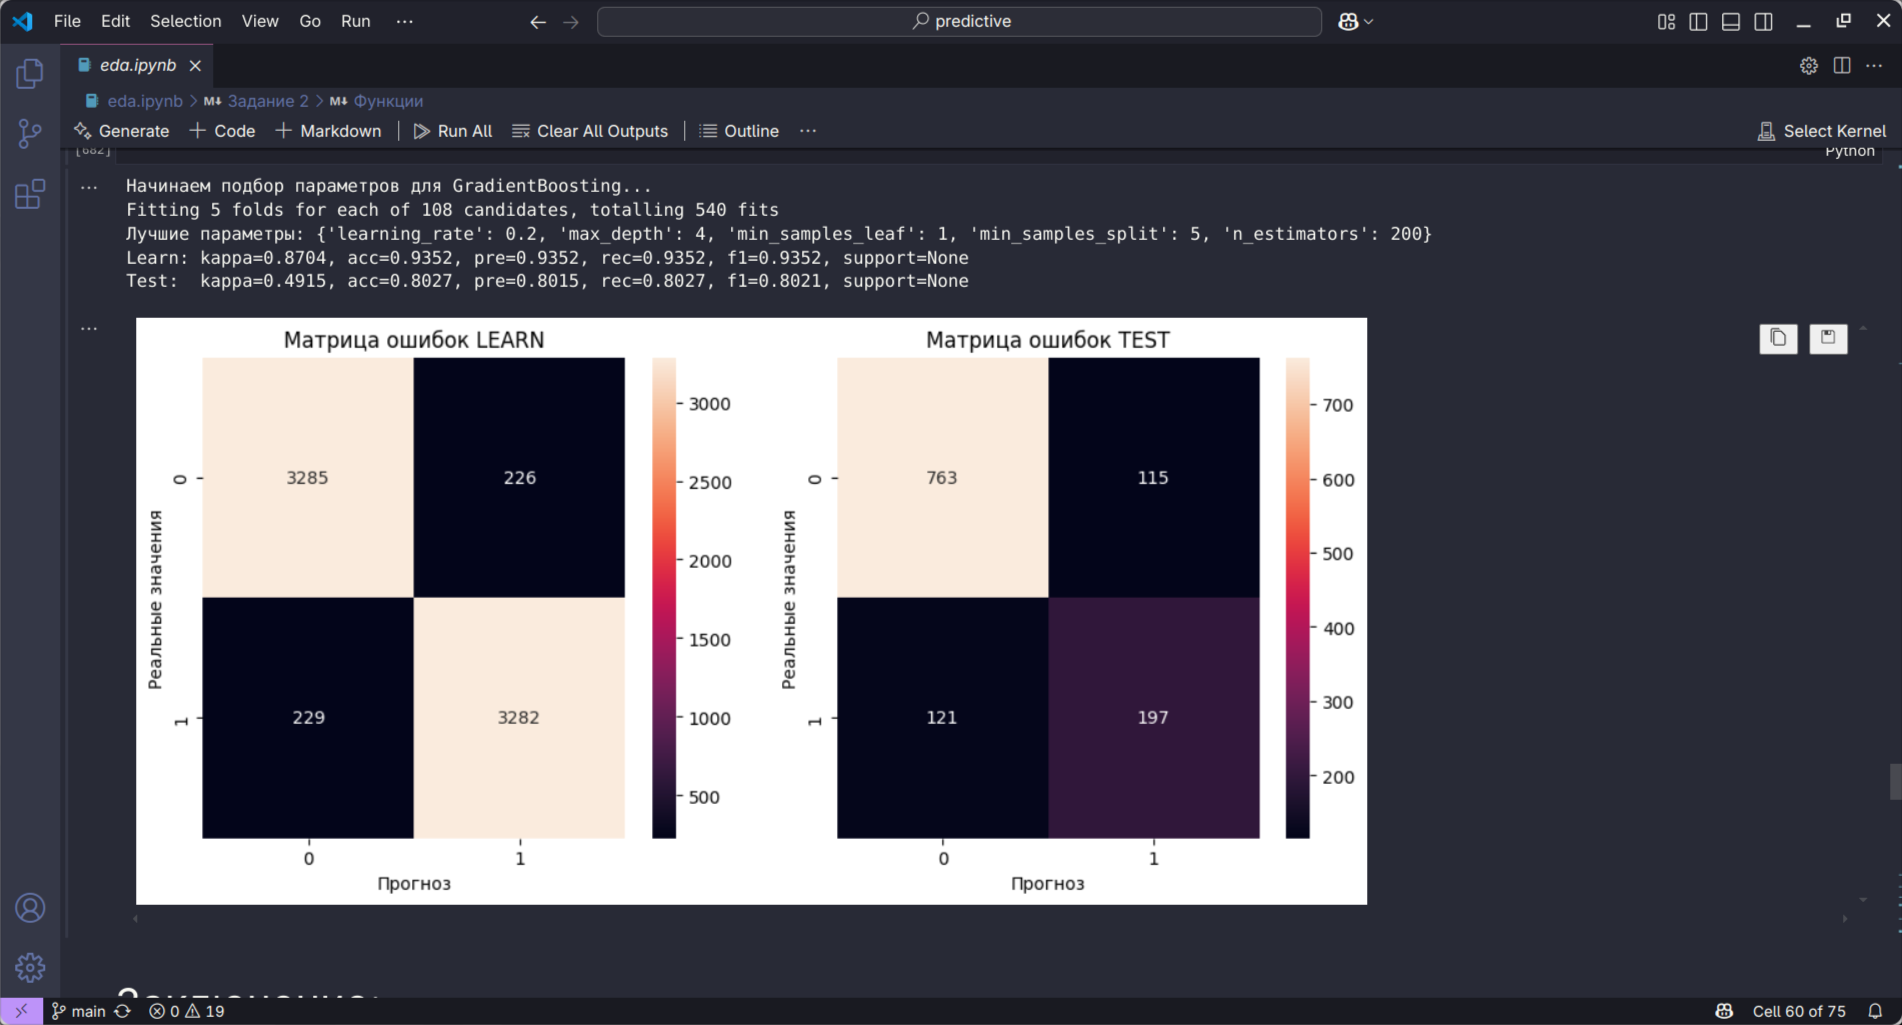 File Edit Selection View Go Run ···
predictive
eda.ipynb
eda.ipynb > M↓ Задание 2 > M↓ Функции
Generate + Code + Markdown Run All Clear All Outputs Outline ··· Select Kernel
[682]
Python
Начинаем подбор параметров для GradientBoosting...
Fitting 5 folds for each of 108 candidates, totalling 540 fits
Лучшие параметры: {'learning_rate': 0.2, 'max_depth': 4, 'min_samples_leaf': 1, 'min_samples_split': 5, 'n_estimators': 200}
Learn: kappa=0.8704, acc=0.9352, pre=0.9352, rec=0.9352, f1=0.9352, support=None
Test: kappa=0.4915, acc=0.8027, pre=0.8015, rec=0.8027, f1=0.8021, support=None
Матрица ошибок LEARN
Реальные значения
0
1
3285 226
229 3282
0 1
Прогноз
3000
2500
2000
1500
1000
500
Матрица ошибок TEST
Реальные значения
0
1
763 115
121 197
0 1
Прогноз
700
600
500
400
300
200
main 0 19
Cell 60 of 75